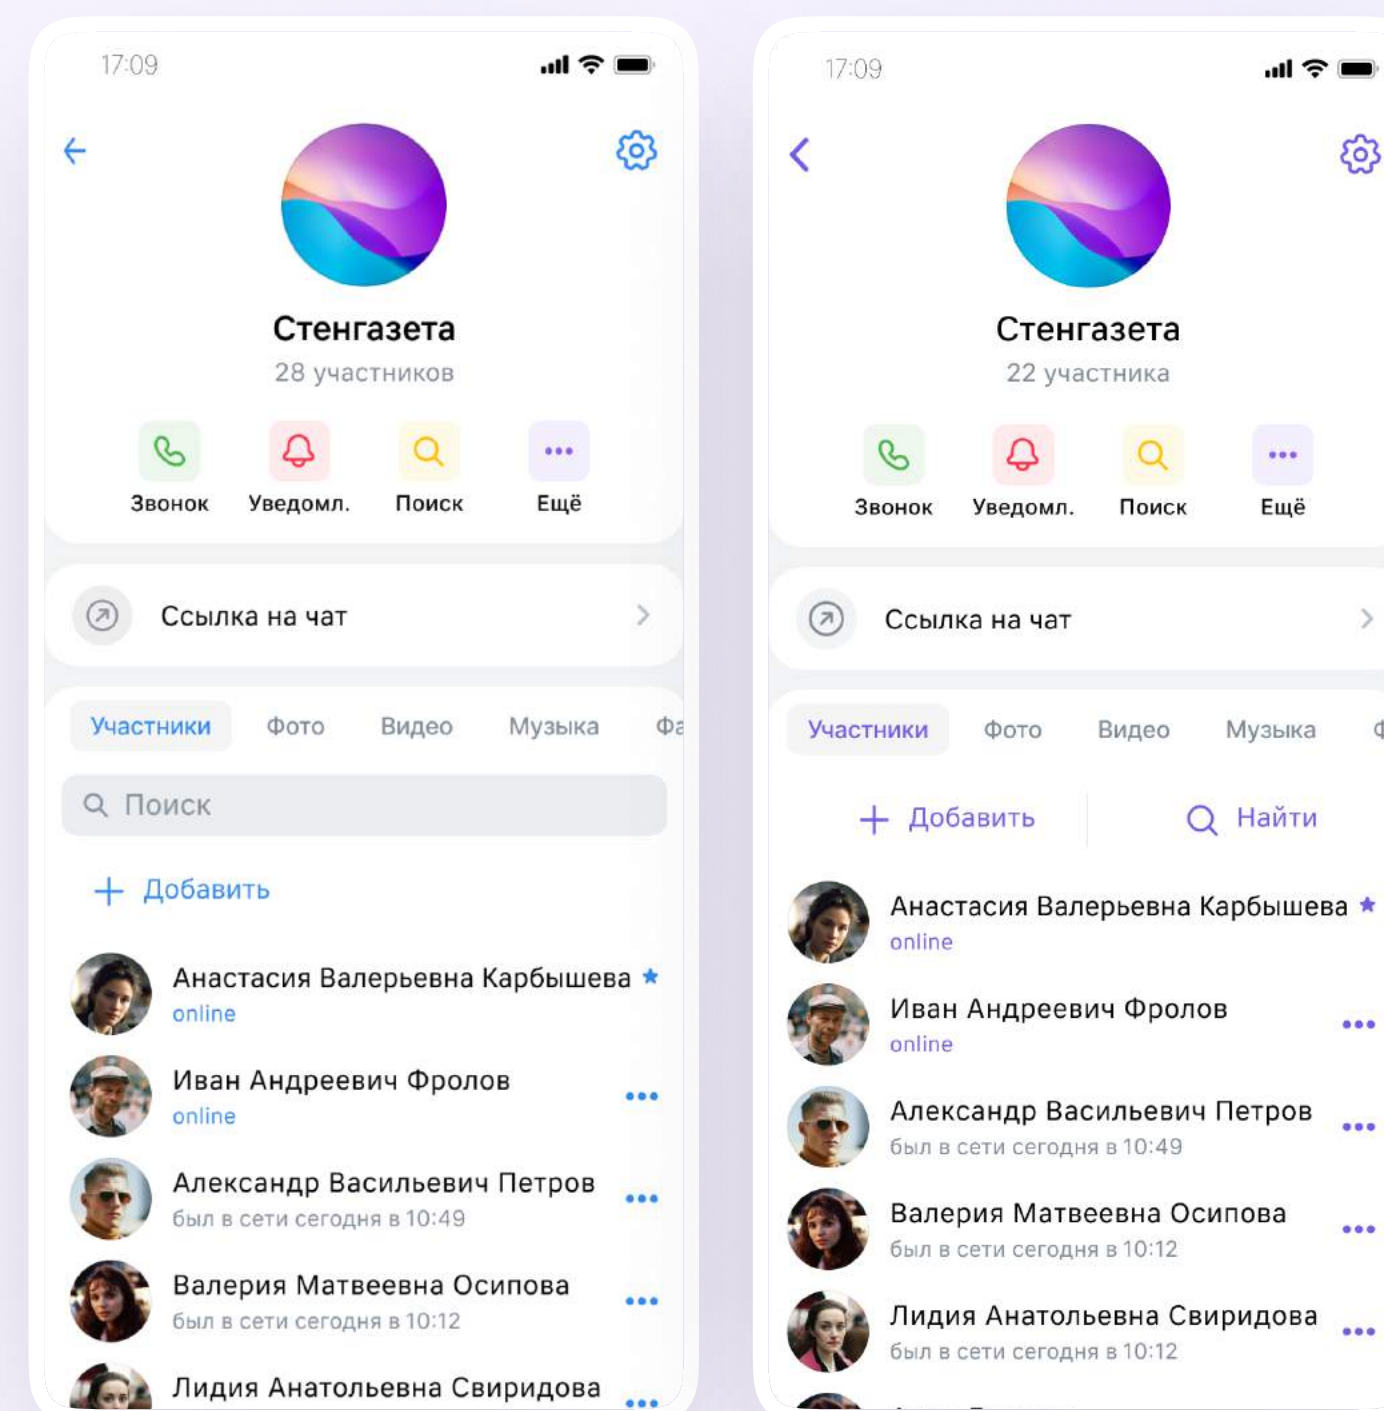 17:09
Стенгазета
28 участников
Звонок Уведомл. Поиск Ещё
Ссылка на чат
Участники Фото Видео Музыка Фа
Поиск
Добавить
Анастасия Валерьевна Карбышева
online
Иван Андреевич Фролов
online
Александр Васильевич Петров
был в сети сегодня в 10:49
Валерия Матвеевна Осипова
был в сети сегодня в 10:12
Лидия Анатольевна Свиридова
17:09
Стенгазета
22 участника
Звонок Уведомл. Поиск Ещё
Ссылка на чат
Участники Фото Видео Музыка
Добавить Найти
Анастасия Валерьевна Карбышева
online
Иван Андреевич Фролов
online
Александр Васильевич Петров
был в сети сегодня в 10:49
Валерия Матвеевна Осипова
был в сети сегодня в 10:12
Лидия Анатольевна Свиридова
был в сети сегодня в 10:12